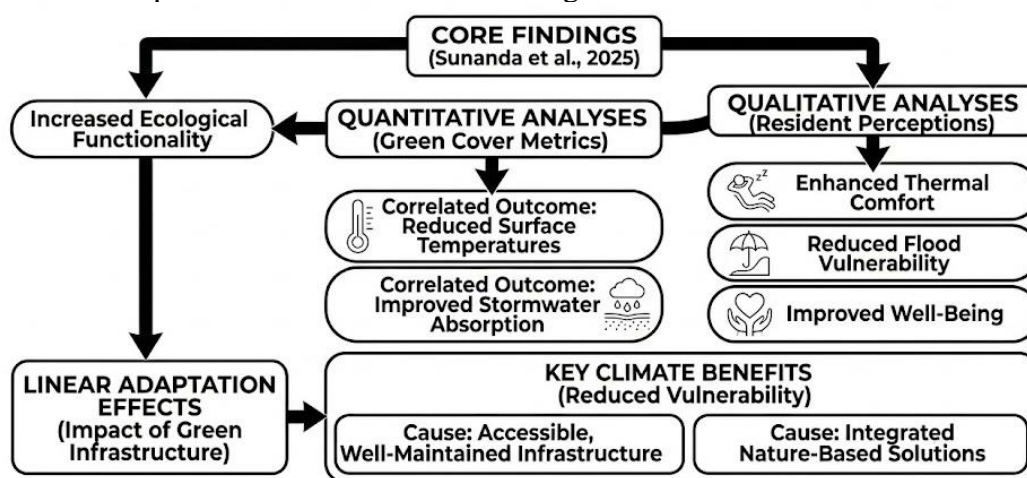 CORE FINDINGS
(Sunanda et al., 2025)
Increased Ecological
Functionality
QUANTITATIVE ANALYSES
(Green Cover Metrics)
QUALITATIVE ANALYSES
(Resident Perceptions)
Correlated Outcome:
Reduced Surface
Temperatures
Correlated Outcome:
Improved Stormwater
Absorption
zz
Enhanced Thermal
Comfort
Reduced Flood
Vulnerability
Improved Well-Being
LINEAR ADAPTATION
EFFECTS
(Impact of Green
Infrastructure)
KEY CLIMATE BENEFITS
(Reduced Vulnerability)
Cause: Accessible,
Well-Maintained Infrastructure
Cause: Integrated
Nature-Based Solutions